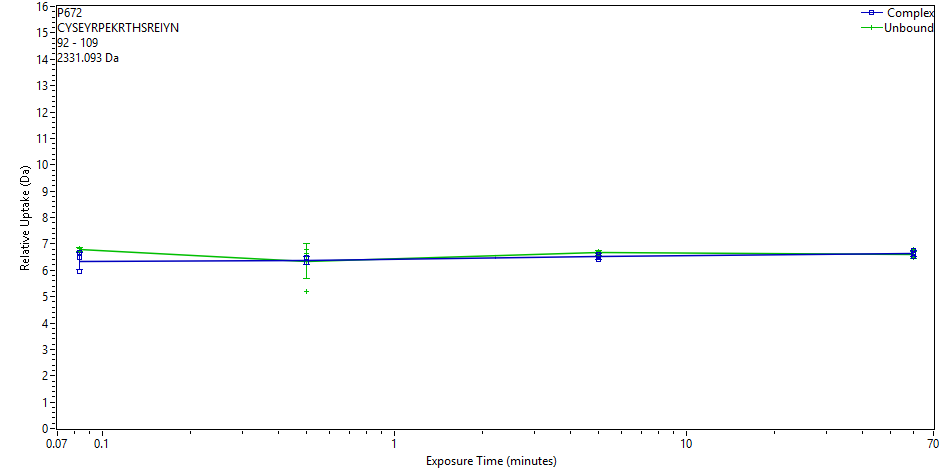 P672
CYSEYRPEKRTHSREIYN
92 - 109
2331.093 Da
Complex
Unbound
16
15
14
13
12
11
10
9
8
7
6
5
4
3
2
1
0
Relative Uptake (Da)
0.07 0.1 1 10 70
Exposure Time (minutes)